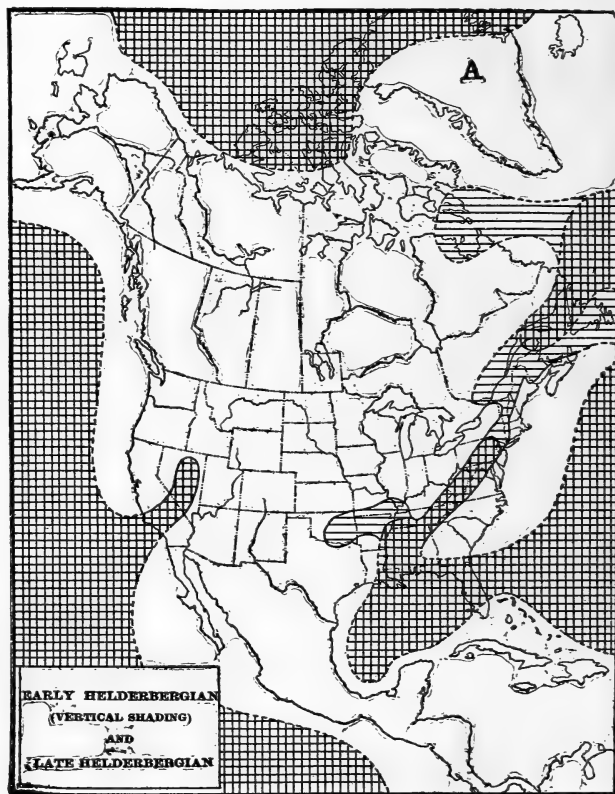 A
EARLY HELDERBERGIAN
(VERTICAL SHADING)
AND
LATE HELDERBERGIAN